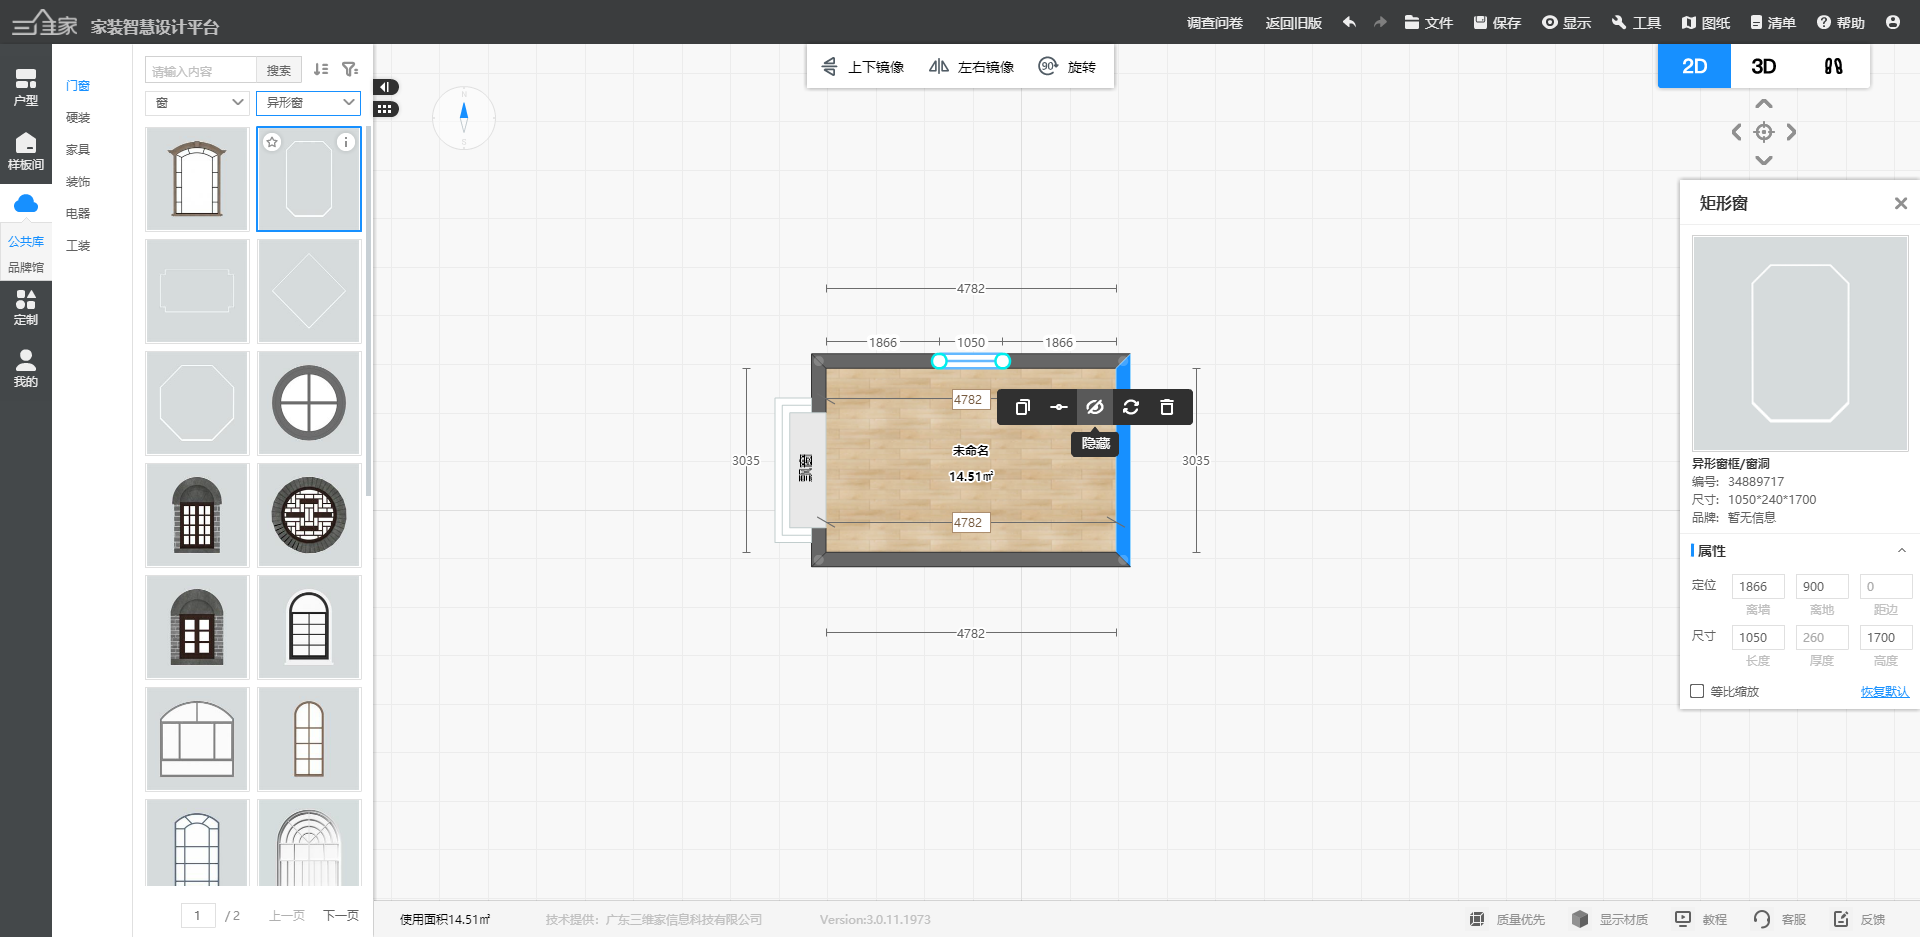 三维家 家装智慧设计平台
调查问卷 返回旧版 文件 保存 显示 工具 图纸 清单 帮助
户型
样板间
公共库
品牌馆
定制
我的
门窗
硬装
家具
装饰
电器
工装
请输入内容 搜索
窗 异形窗
1 / 2 上一页 下一页
上下镜像 左右镜像 90° 旋转
2D 3D
N
S
4782
1866 1050 1866
4782
3035
飘窗
未命名
14.51㎡
隐藏
3035
4782
4782
矩形窗
异形窗框/窗洞
编号: 34889717
尺寸: 1050*240*1700
品牌: 暂无信息
属性
定位 1866 900 0
离墙 离地 距边
尺寸 1050 260 1700
长度 厚度 高度
等比缩放 恢复默认
使用面积14.51㎡ 技术提供: 广东三维家信息科技有限公司 Version:3.0.11.1973
质量优先 显示材质 教程 客服 反馈